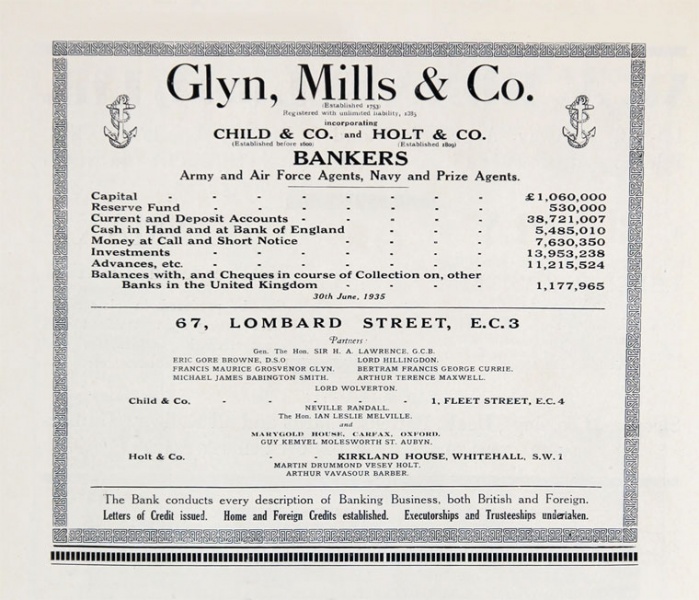 Glyn, Mills & Co.
(Established 1753)
Registered with unlimited liability, 1885
incorporating
CHILD & CO. and HOLT & CO.
(Established before 1600) (Established 1809)
BANKERS
Army and Air Force Agents, Navy and Prize Agents.
Capital - - - - - - - - £1,060,000
Reserve Fund - - - - - - - 530,000
Current and Deposit Accounts - - - - - 38,721,007
Cash in Hand and at Bank of England - - - - 5,485,010
Money at Call and Short Notice - - - - 7,630,350
Investments - - - - - - - 13,953,238
Advances, etc. - - - - - - - 11,215,524
Balances with, and Cheques in course of Collection on, other
Banks in the United Kingdom - - - - 1,177,965
30th June, 1935
67, LOMBARD STREET, E.C.3
Partners:
Gen. The Hon. SIR H. A. LAWRENCE, G.C.B.
ERIC GORE BROWNE, D.S.O LORD HILLINGDON.
FRANCIS MAURICE GROSVENOR GLYN. BERTRAM FRANCIS GEORGE CURRIE.
MICHAEL JAMES BABINGTON SMITH. ARTHUR TERENCE MAXWELL.
LORD WOLVERTON.
Child & Co. - - - - - 1, FLEET STREET, E.C.4
NEVILLE RANDALL.
The Hon. IAN LESLIE MELVILLE.
and
MARYGOLD HOUSE, CARFAX, OXFORD.
GUY KEMYEL MOLESWORTH ST. AUBYN.
Holt & Co. - - KIRKLAND HOUSE, WHITEHALL, S.W.1
MARTIN DRUMMOND VESEY HOLT.
ARTHUR VAVASOUR BARBER.
The Bank conducts every description of Banking Business, both British and Foreign.
Letters of Credit issued. Home and Foreign Credits established. Executorships and Trusteeships undertaken.